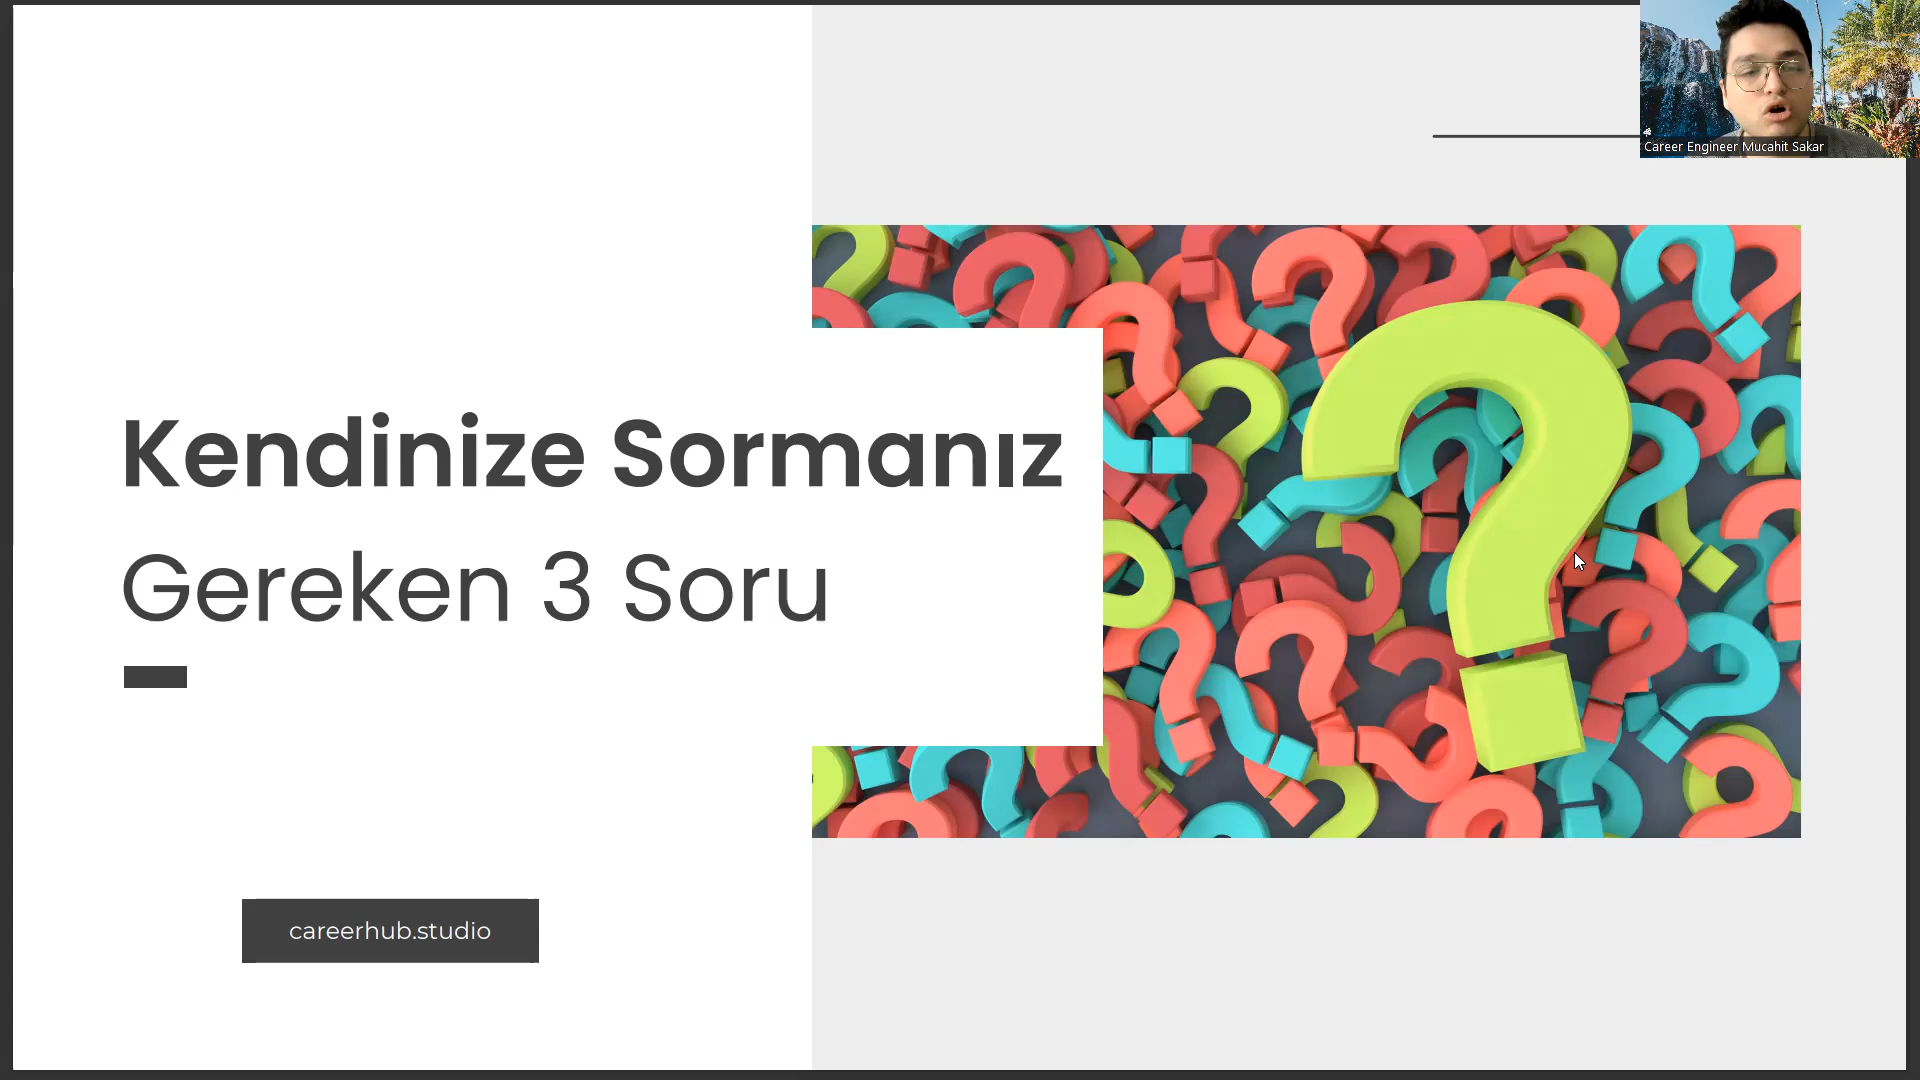 Career Engineer Mucahit Sakar
Kendinize Sormanız
Gereken 3 Soru
careerhub.studio